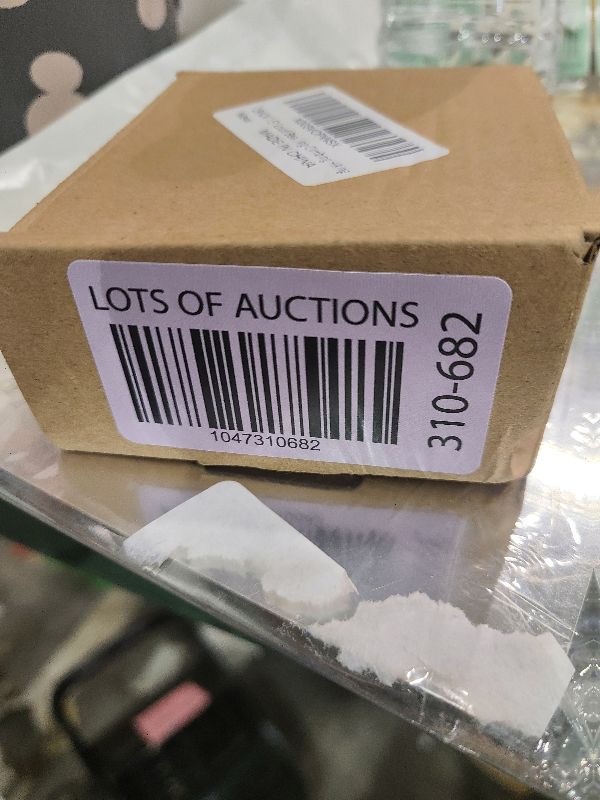 MADE IN CHINA
LOTS OF AUCTIONS
1047310682
310-682